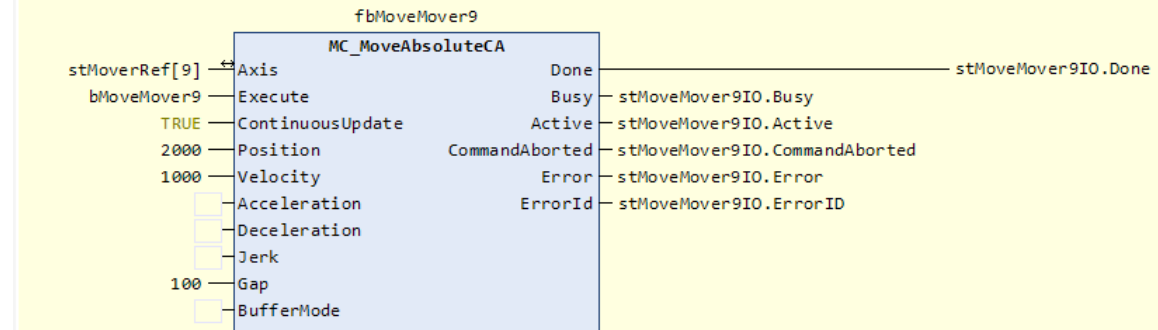 fbMoveMover9
MC_MoveAbsoluteCA
stMoverRef[9] Axis Done stMoveMover9IO.Done
bMoveMover9 Execute Busy stMoveMover9IO.Busy
TRUE ContinuousUpdate Active stMoveMover9IO.Active
2000 Position CommandAborted stMoveMover9IO.CommandAborted
1000 Velocity Error stMoveMover9IO.Error
Acceleration ErrorId stMoveMover9IO.ErrorID
Deceleration
Jerk
100 Gap
BufferMode